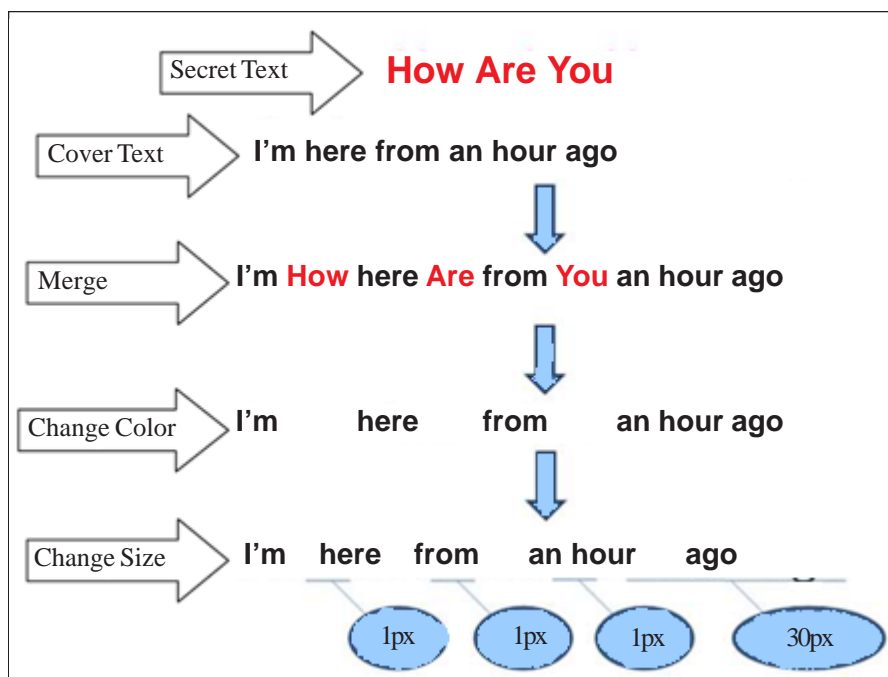 Secret Text How Are You
Cover Text I'm here from an hour ago
Merge I'm How here Are from You an hour ago
Change Color I'm here from an hour ago
Change Size I'm here from an hour ago
1px 1px 1px 30px